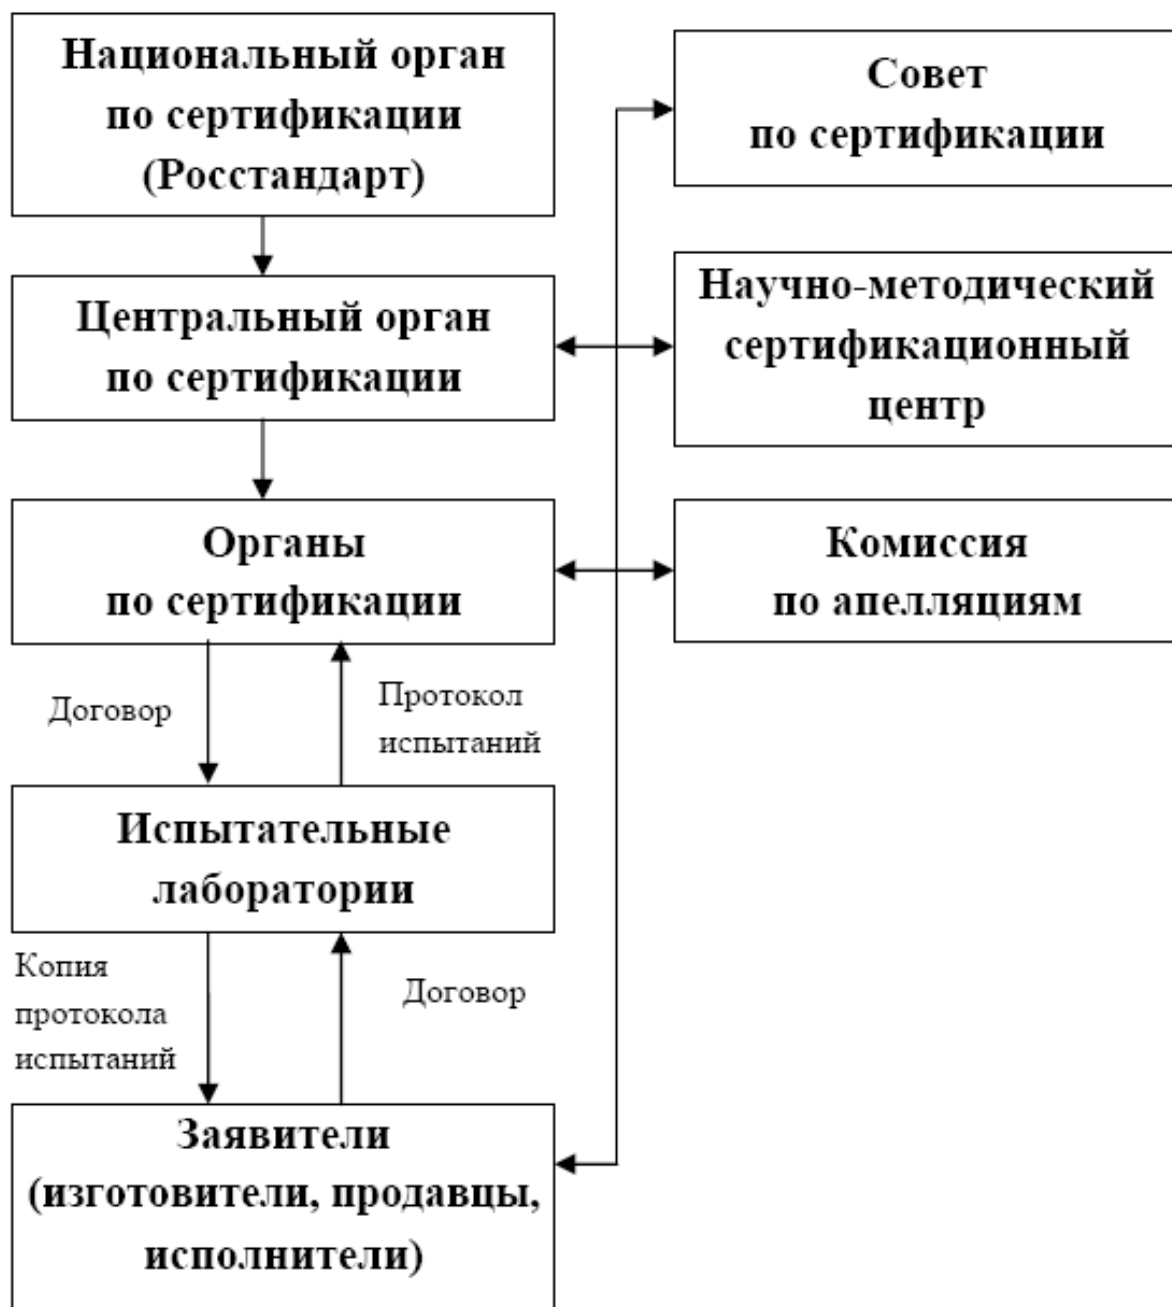 Национальный орган
по сертификации
(Росстандарт)
Совет
по сертификации
Центральный орган
по сертификации
Научно-методический
сертификационный
центр
Органы
по сертификации
Комиссия
по апелляциям
Договор
Протокол
испытаний
Испытательные
лаборатории
Копия
протокола
испытаний
Договор
Заявители
(изготовители, продавцы,
исполнители)